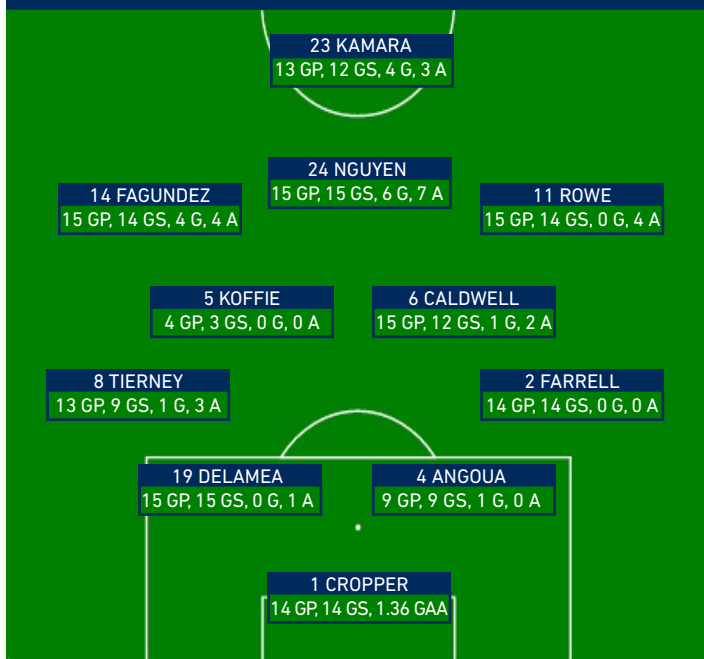 23 KAMARA
13 GP, 12 GS, 4 G, 3 A
24 NGUYEN
15 GP, 15 GS, 6 G, 7 A
14 FAGUNDEZ
15 GP, 14 GS, 4 G, 4 A
11 ROWE
15 GP, 14 GS, 0 G, 4 A
5 KOFFIE
4 GP, 3 GS, 0 G, 0 A
6 CALDWELL
15 GP, 12 GS, 1 G, 2 A
8 TIERNEY
13 GP, 9 GS, 1 G, 3 A
2 FARRELL
14 GP, 14 GS, 0 G, 0 A
19 DELAMEA
15 GP, 15 GS, 0 G, 1 A
4 ANGOUA
9 GP, 9 GS, 1 G, 0 A
1 CROPPER
14 GP, 14 GS, 1.36 GAA